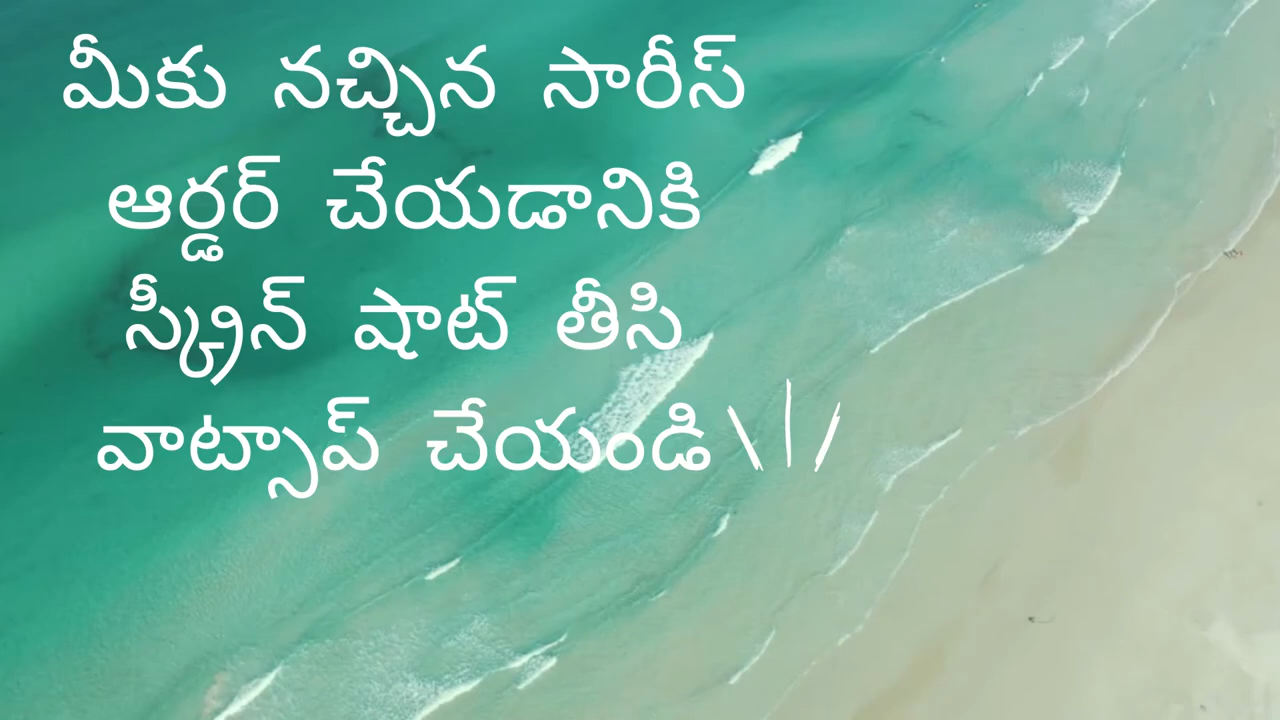 మీకు నచ్చిన సారీస్
ఆర్డర్ చేయడానికి
స్క్రీన్ షాట్ తీసి
వాట్సాప్ చేయండి